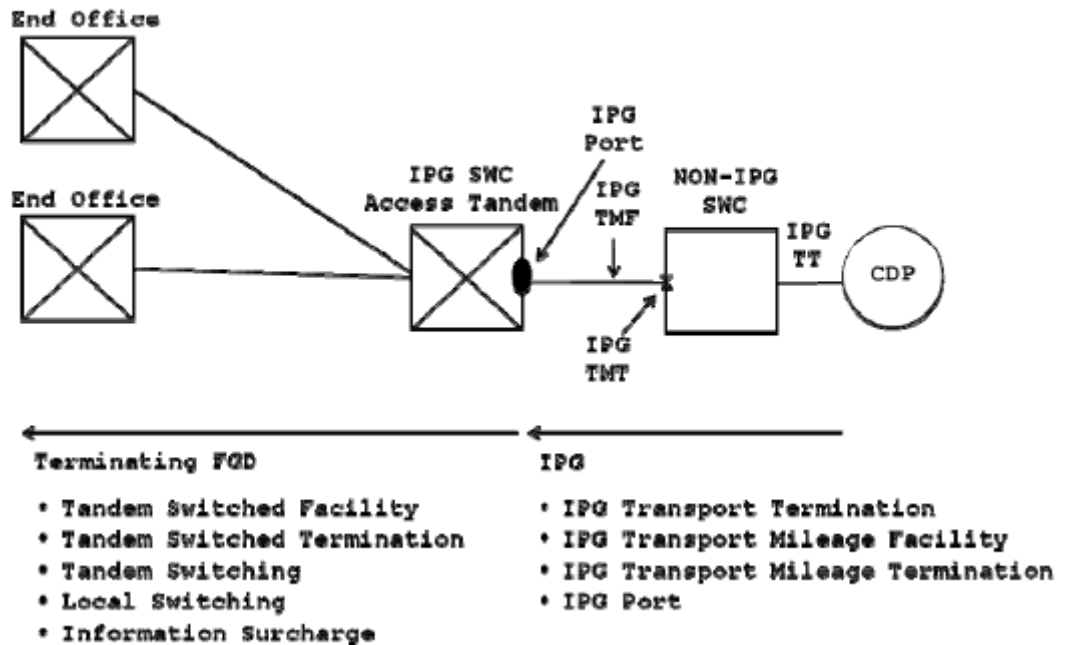 End Office
End Office
IPG SWC
Access Tandem
IPG
Port
IPG
TMF
NON-IPG
SWC
IPG
TT
CDP
IPG
TMT
Terminating FGD
• Tandem Switched Facility
• Tandem Switched Termination
• Tandem Switching
• Local Switching
• Information Surcharge
IPG
• IPG Transport Termination
• IPG Transport Mileage Facility
• IPG Transport Mileage Termination
• IPG Port